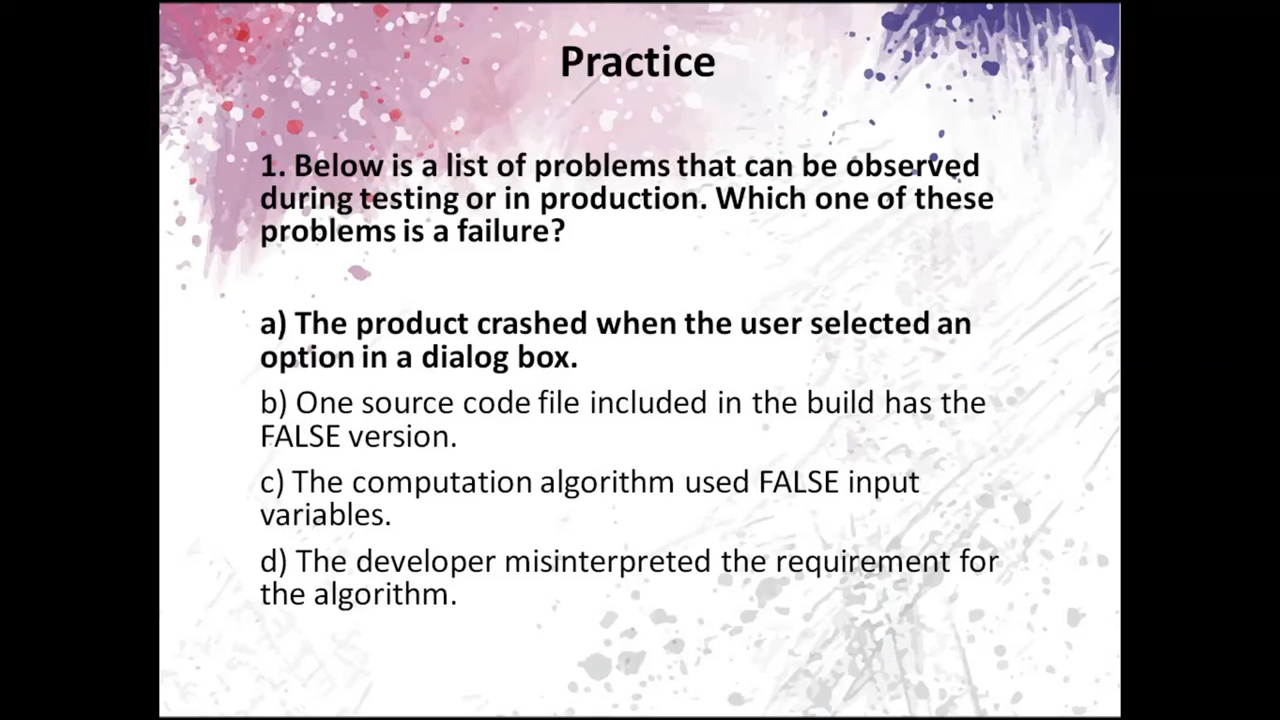 Practice
1. Below is a list of problems that can be observed
during testing or in production. Which one of these
problems is a failure?
a) The product crashed when the user selected an
option in a dialog box.
b) One source code file included in the build has the
FALSE version.
c) The computation algorithm used FALSE input
variables.
d) The developer misinterpreted the requirement for
the algorithm.